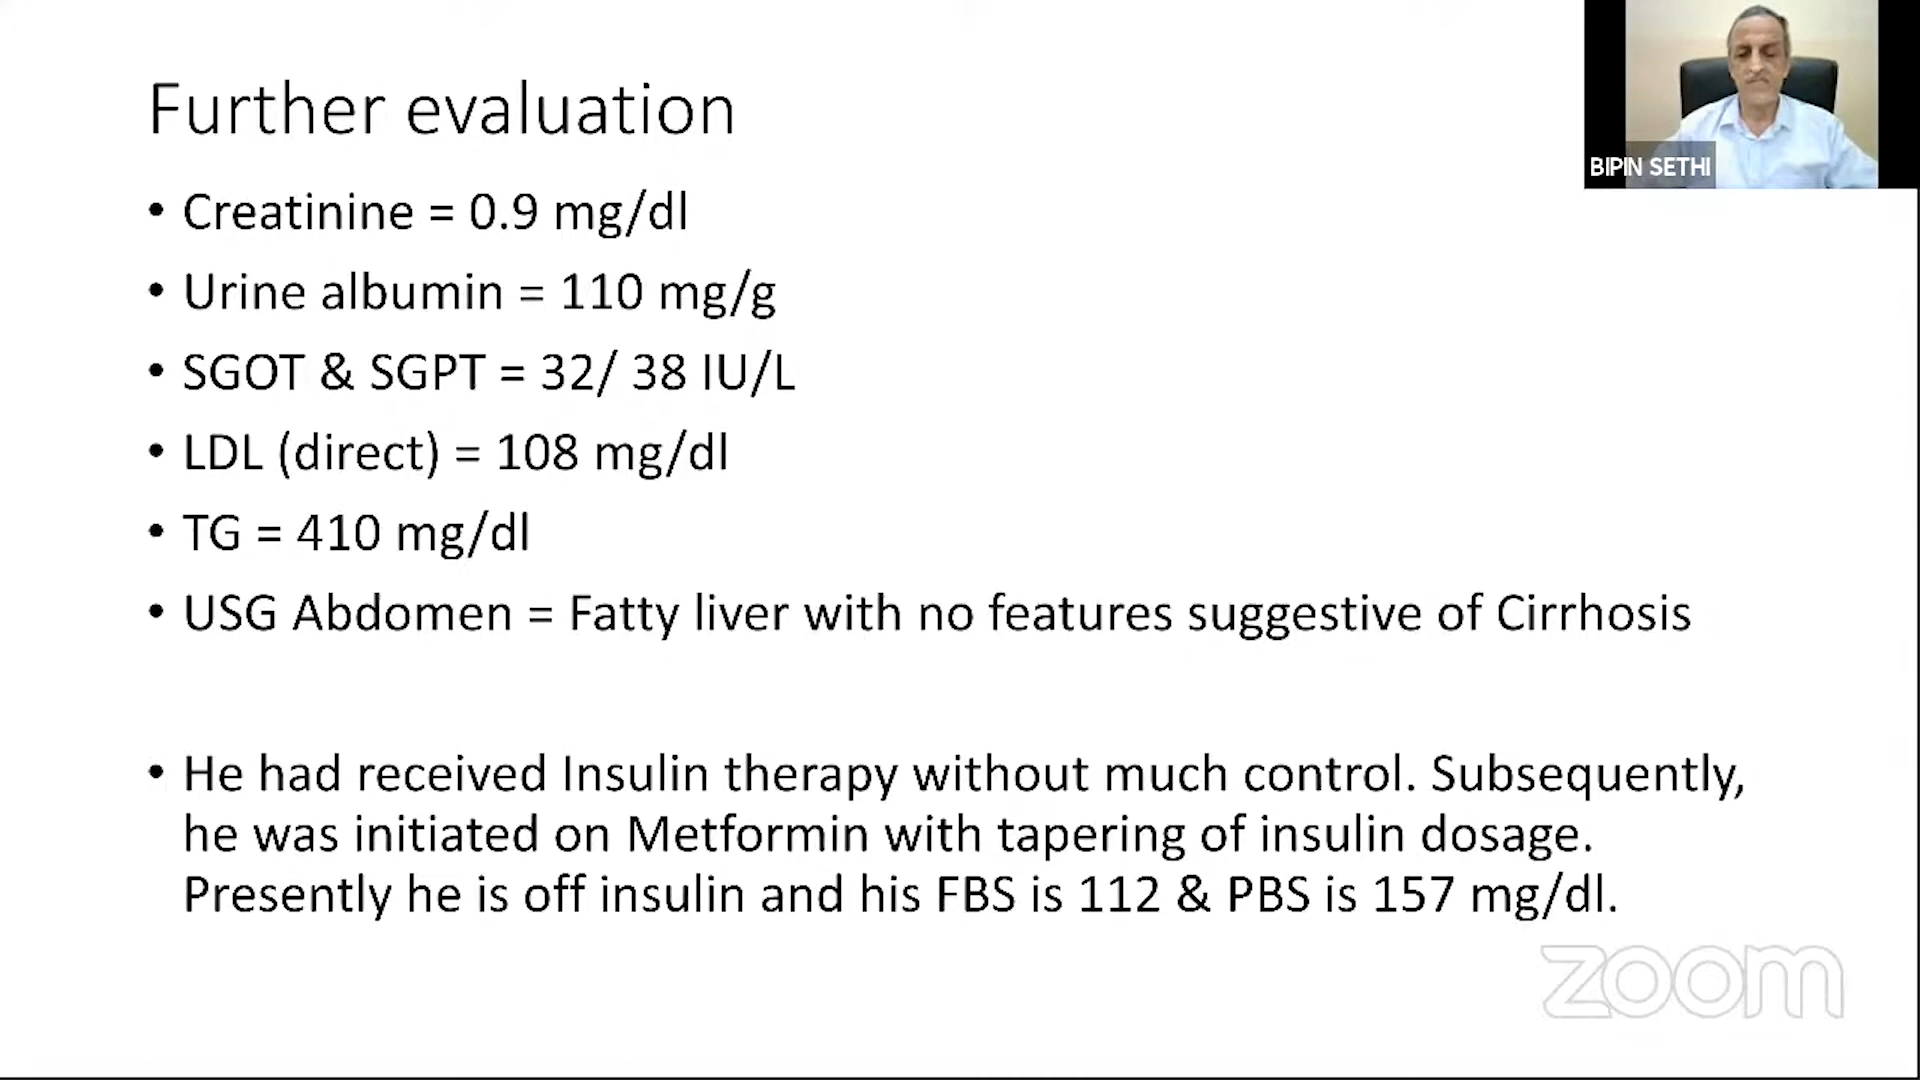 Further evaluation
BIPIN SETHI
• Creatinine = 0.9 mg/dl
• Urine albumin = 110 mg/g
• SGOT & SGPT = 32/ 38 IU/L
• LDL (direct) = 108 mg/dl
• TG = 410 mg/dl
• USG Abdomen = Fatty liver with no features suggestive of Cirrhosis
• He had received Insulin therapy without much control. Subsequently,
he was initiated on Metformin with tapering of insulin dosage.
Presently he is off insulin and his FBS is 112 & PBS is 157 mg/dl.
zoom